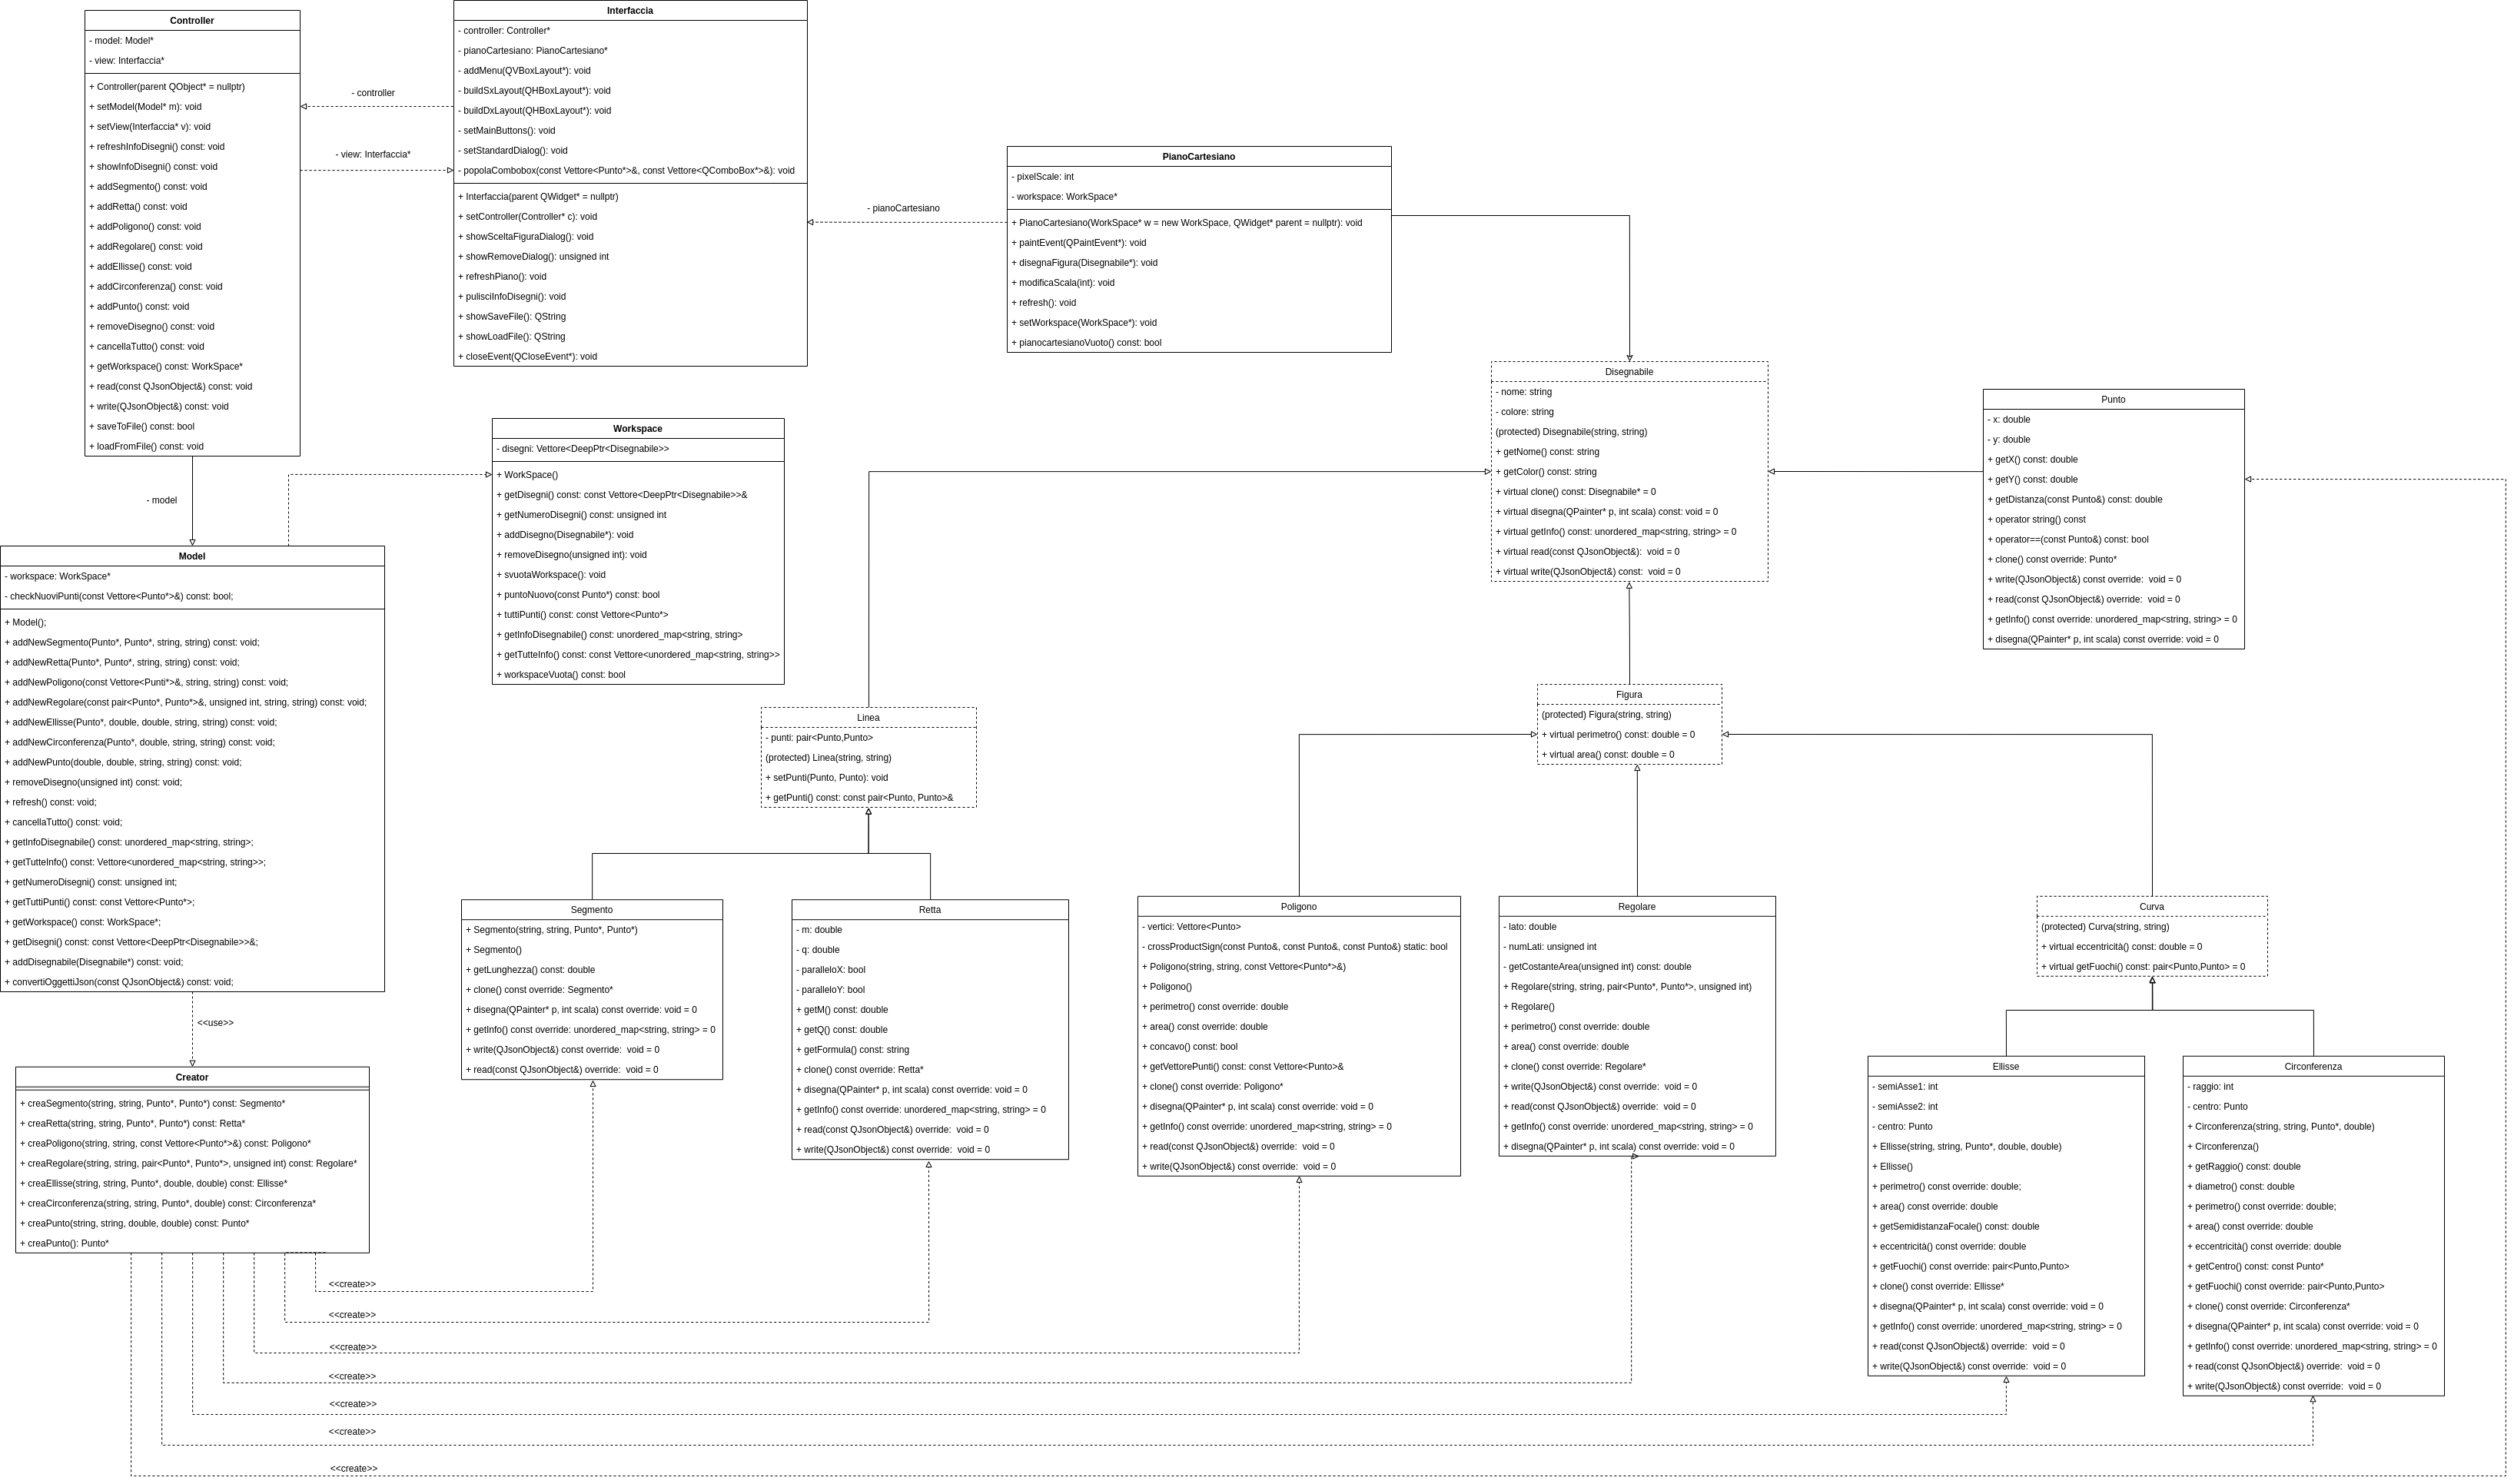 Controller
- model: Model*
- view: Interfaccia*
+ Controller(parent QObject* = nullptr)
+ setModel(Model* m): void
+ setView(Interfaccia* v): void
+ refreshInfoDisegni() const: void
+ showInfoDisegni() const: void
+ addSegmento() const: void
+ addRetta() const: void
+ addPoligono() const: void
+ addRegolare() const: void
+ addEllisse() const: void
+ addCirconferenza() const: void
+ addPunto() const: void
+ removeDisegno() const: void
+ cancellaTutto() const: void
+ getWorkspace() const: WorkSpace*
+ read(const QJsonObject&) const: void
+ write(QJsonObject&) const: void
+ saveToFile() const: bool
+ loadFromFile() const: void
- controller
- view: Interfaccia*
Interfaccia
- controller: Controller*
- pianoCartesiano: PianoCartesiano*
- addMenu(QVBoxLayout*): void
- buildSxLayout(QHBoxLayout*): void
- buildDxLayout(QHBoxLayout*): void
- setMainButtons(): void
- setStandardDialog(): void
- popolaCombobox(const Vettore<Punto*>&, const Vettore<QComboBox*>&): void
+ Interfaccia(parent QWidget* = nullptr)
+ setController(Controller* c): void
+ showSceltaFiguraDialog(): void
+ showRemoveDialog(): unsigned int
+ refreshPiano(): void
+ pulisciInfoDisegni(): void
+ showSaveFile(): QString
+ showLoadFile(): QString
+ closeEvent(QCloseEvent*): void
- pianoCartesiano
PianoCartesiano
- pixelScale: int
- workspace: WorkSpace*
+ PianoCartesiano(WorkSpace* w = new WorkSpace, QWidget* parent = nullptr): void
+ paintEvent(QPaintEvent*): void
+ disegnaFigura(Disegnabile*): void
+ modificaScala(int): void
+ refresh(): void
+ setWorkspace(WorkSpace*): void
+ pianocartesianoVuoto() const: bool
Disegnabile
- nome: string
- colore: string
(protected) Disegnabile(string, string)
+ getNome() const: string
+ getColor() const: string
+ virtual clone() const: Disegnabile* = 0
+ virtual disegna(QPainter* p, int scala) const: void = 0
+ virtual getInfo() const: unordered_map<string, string> = 0
+ virtual read(const QJsonObject&):  void = 0
+ virtual write(QJsonObject&) const:  void = 0
Punto
- x: double
- y: double
+ getX() const: double
+ getY() const: double
+ getDistanza(const Punto&) const: double
+ operator string() const
+ operator==(const Punto&) const: bool
+ clone() const override: Punto*
+ write(QJsonObject&) const override:  void = 0
+ read(const QJsonObject&) override:  void = 0
+ getInfo() const override: unordered_map<string, string> = 0
+ disegna(QPainter* p, int scala) const override: void = 0
Workspace
- disegni: Vettore<DeepPtr<Disegnabile>>
+ WorkSpace()
+ getDisegni() const: const Vettore<DeepPtr<Disegnabile>>&
+ getNumeroDisegni() const: unsigned int
+ addDisegno(Disegnabile*): void
+ removeDisegno(unsigned int): void
+ svuotaWorkspace(): void
+ puntoNuovo(const Punto*) const: bool
+ tuttiPunti() const: const Vettore<Punto*>
+ getInfoDisegnabile() const: unordered_map<string, string>
+ getTutteInfo() const: const Vettore<unordered_map<string, string>>
+ workspaceVuota() const: bool
- model
Model
- workspace: WorkSpace*
- checkNuoviPunti(const Vettore<Punto*>&) const: bool;
+ Model();
+ addNewSegmento(Punto*, Punto*, string, string) const: void;
+ addNewRetta(Punto*, Punto*, string, string) const: void;
+ addNewPoligono(const Vettore<Punti*>&, string, string) const: void;
+ addNewRegolare(const pair<Punto*, Punto*>&, unsigned int, string, string) const: void;
+ addNewEllisse(Punto*, double, double, string, string) const: void;
+ addNewCirconferenza(Punto*, double, string, string) const: void;
+ addNewPunto(double, double, string, string) const: void;
+ removeDisegno(unsigned int) const: void;
+ refresh() const: void;
+ cancellaTutto() const: void;
+ getInfoDisegnabile() const: unordered_map<string, string>;
+ getTutteInfo() const: Vettore<unordered_map<string, string>>;
+ getNumeroDisegni() const: unsigned int;
+ getTuttiPunti() const: const Vettore<Punto*>;
+ getWorkspace() const: WorkSpace*;
+ getDisegni() const: const Vettore<DeepPtr<Disegnabile>>&;
+ addDisegnabile(Disegnabile*) const: void;
+ convertiOggettiJson(const QJsonObject&) const: void;
Figura
(protected) Figura(string, string)
+ virtual perimetro() const: double = 0
+ virtual area() const: double = 0
Linea
- punti: pair<Punto,Punto>
(protected) Linea(string, string)
+ setPunti(Punto, Punto): void
+ getPunti() const: const pair<Punto, Punto>&
Segmento
+ Segmento(string, string, Punto*, Punto*)
+ Segmento()
+ getLunghezza() const: double
+ clone() const override: Segmento*
+ disegna(QPainter* p, int scala) const override: void = 0
+ getInfo() const override: unordered_map<string, string> = 0
+ write(QJsonObject&) const override:  void = 0
+ read(const QJsonObject&) override:  void = 0
Retta
- m: double
- q: double
- paralleloX: bool
- paralleloY: bool
+ getM() const: double
+ getQ() const: double
+ getFormula() const: string
+ clone() const override: Retta*
+ disegna(QPainter* p, int scala) const override: void = 0
+ getInfo() const override: unordered_map<string, string> = 0
+ read(const QJsonObject&) override:  void = 0
+ write(QJsonObject&) const override:  void = 0
Poligono
- vertici: Vettore<Punto>
- crossProductSign(const Punto&, const Punto&, const Punto&) static: bool
+ Poligono(string, string, const Vettore<Punto*>&)
+ Poligono()
+ perimetro() const override: double
+ area() const override: double
+ concavo() const: bool
+ getVettorePunti() const: const Vettore<Punto>&
+ clone() const override: Poligono*
+ disegna(QPainter* p, int scala) const override: void = 0
+ getInfo() const override: unordered_map<string, string> = 0
+ read(const QJsonObject&) override:  void = 0
+ write(QJsonObject&) const override:  void = 0
Regolare
- lato: double
- numLati: unsigned int
- getCostanteArea(unsigned int) const: double
+ Regolare(string, string, pair<Punto*, Punto*>, unsigned int)
+ Regolare()
+ perimetro() const override: double
+ area() const override: double
+ clone() const override: Regolare*
+ write(QJsonObject&) const override:  void = 0
+ read(const QJsonObject&) override:  void = 0
+ getInfo() const override: unordered_map<string, string> = 0
+ disegna(QPainter* p, int scala) const override: void = 0
Curva
(protected) Curva(string, string)
+ virtual eccentricità() const: double = 0
+ virtual getFuochi() const: pair<Punto,Punto> = 0
Ellisse
- semiAsse1: int
- semiAsse2: int
- centro: Punto
+ Ellisse(string, string, Punto*, double, double)
+ Ellisse()
+ perimetro() const override: double;
+ area() const override: double
+ getSemidistanzaFocale() const: double
+ eccentricità() const override: double
+ getFuochi() const override: pair<Punto,Punto>
+ clone() const override: Ellisse*
+ disegna(QPainter* p, int scala) const override: void = 0
+ getInfo() const override: unordered_map<string, string> = 0
+ read(const QJsonObject&) override:  void = 0
+ write(QJsonObject&) const override:  void = 0
Circonferenza
- raggio: int
- centro: Punto
+ Circonferenza(string, string, Punto*, double)
+ Circonferenza()
+ getRaggio() const: double
+ diametro() const: double
+ perimetro() const override: double;
+ area() const override: double
+ eccentricità() const override: double
+ getCentro() const: const Punto*
+ getFuochi() const override: pair<Punto,Punto>
+ clone() const override: Circonferenza*
+ disegna(QPainter* p, int scala) const override: void = 0
+ getInfo() const override: unordered_map<string, string> = 0
+ read(const QJsonObject&) override:  void = 0
+ write(QJsonObject&) const override:  void = 0
<<use>>
Creator
+ creaSegmento(string, string, Punto*, Punto*) const: Segmento*
+ creaRetta(string, string, Punto*, Punto*) const: Retta*
+ creaPoligono(string, string, const Vettore<Punto*>&) const: Poligono*
+ creaRegolare(string, string, pair<Punto*, Punto*>, unsigned int) const: Regolare*
+ creaEllisse(string, string, Punto*, double, double) const: Ellisse*
+ creaCirconferenza(string, string, Punto*, double) const: Circonferenza*
+ creaPunto(string, string, double, double) const: Punto*
+ creaPunto(): Punto*
<<create>>
<<create>>
<<create>>
<<create>>
<<create>>
<<create>>
<<create>>